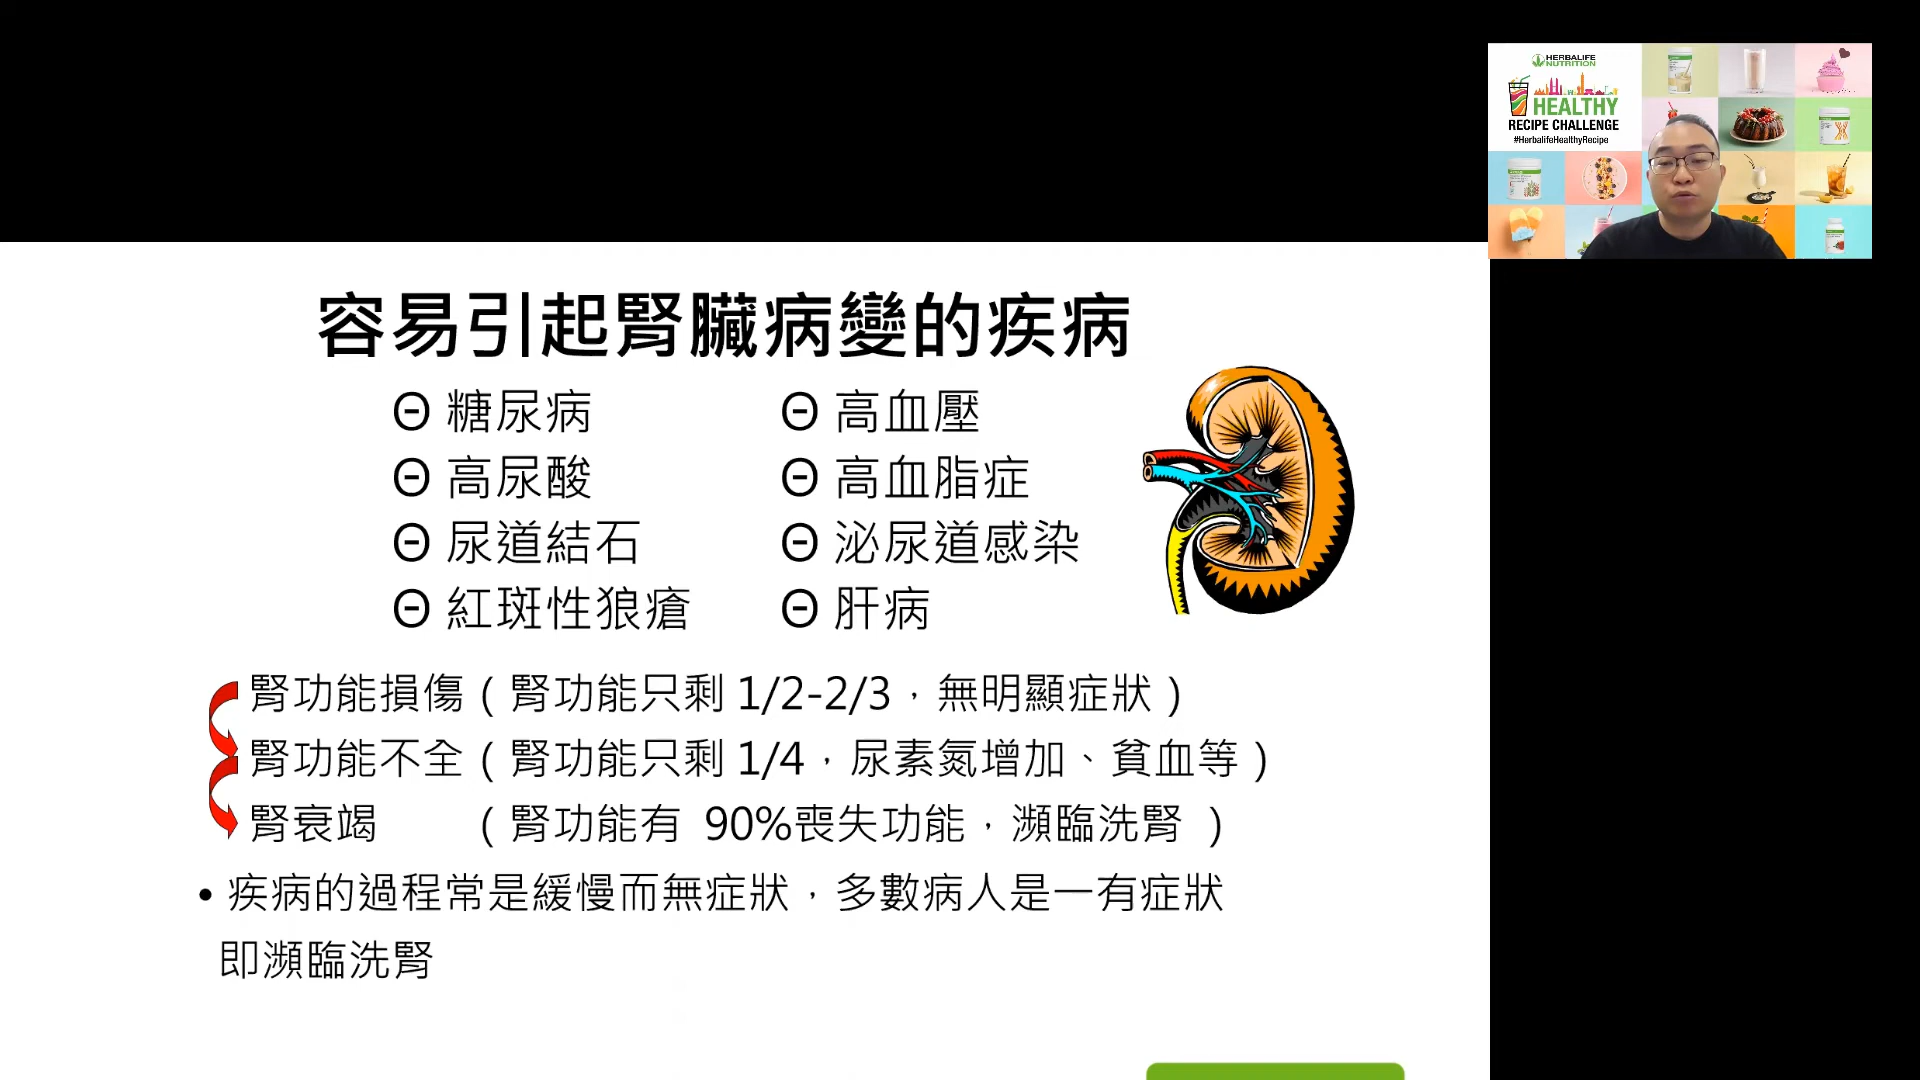 HERBALIFE
NUTRITION
HEALTHY
RECIPE CHALLENGE
#HerbalifeHealthyRecipe
容易引起腎臟病變的疾病
Θ 糖尿病 Θ 高血壓
Θ 高尿酸 Θ 高血脂症
Θ 尿道結石 Θ 泌尿道感染
Θ 紅斑性狼瘡 Θ 肝病
腎功能損傷（腎功能只剩 1/2-2/3，無明顯症狀）
腎功能不全（腎功能只剩 1/4，尿素氮增加、貧血等）
腎衰竭 （腎功能有 90%喪失功能，瀕臨洗腎 ）
• 疾病的過程常是緩慢而無症狀，多數病人是一有症狀
即瀕臨洗腎